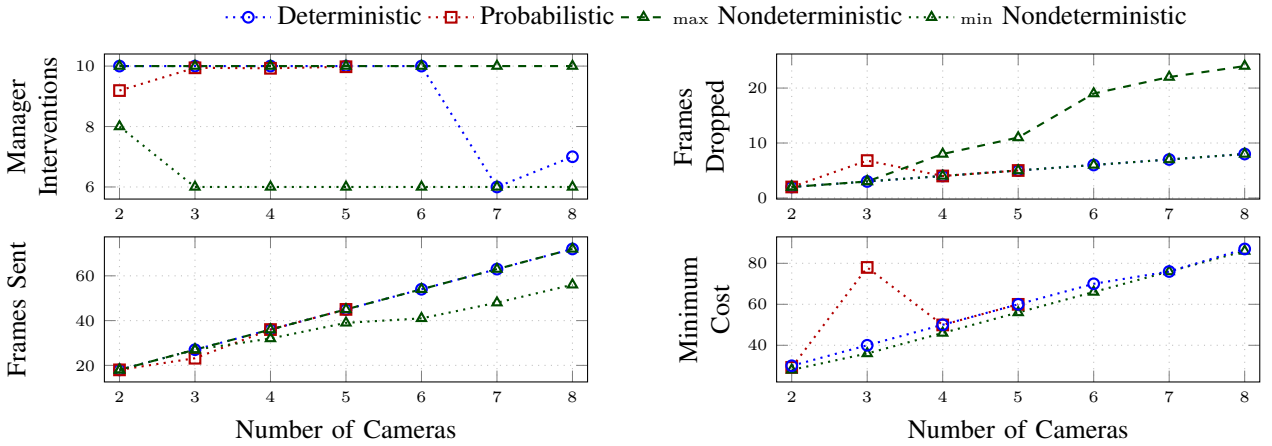 Deterministic Probabilistic max Nondeterministic min Nondeterministic
Manager
Interventions
10
8
6
2 3 4 5 6 7 8
Frames
Dropped
20
10
0
2 3 4 5 6 7 8
Frames Sent
60
40
20
2 3 4 5 6 7 8
Number of Cameras
Minimum
Cost
80
60
40
2 3 4 5 6 7 8
Number of Cameras